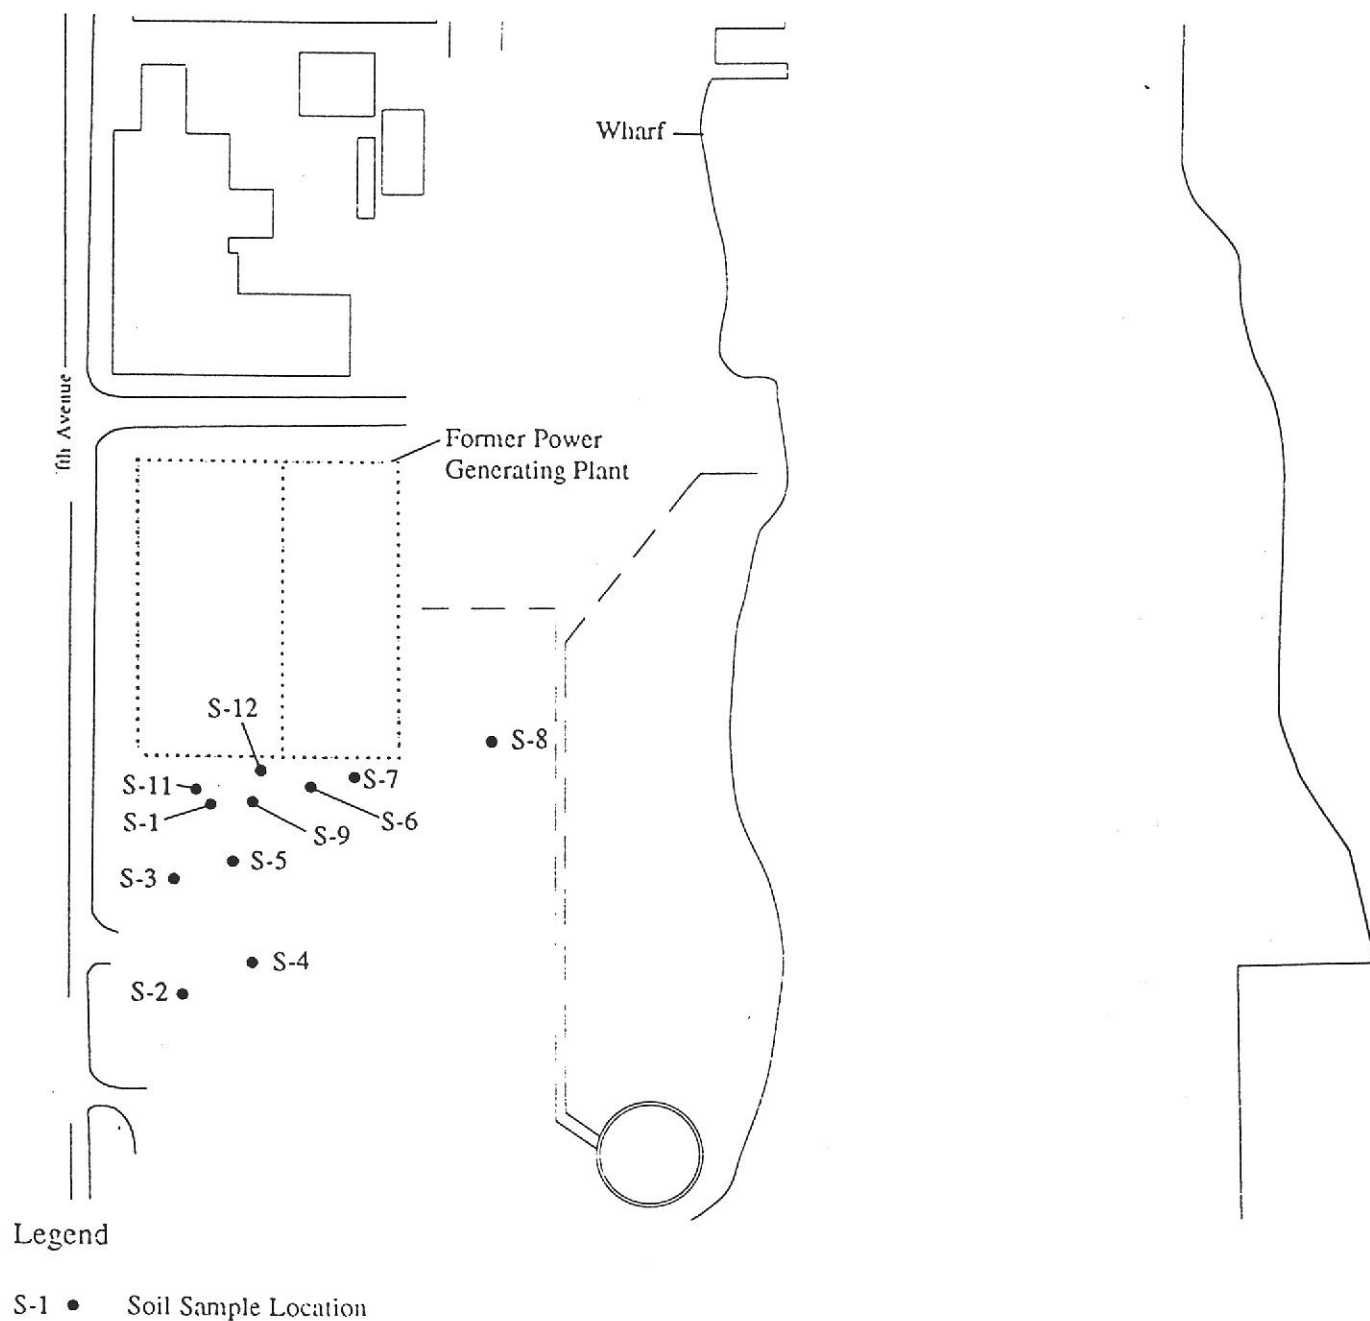 Wharf
Avenue
Former Power
Generating Plant
S-12
S-8
S-11
S-7
S-1
S-6
S-9
S-5
S-3
S-4
S-2
Legend
S-1 Soil Sample Location